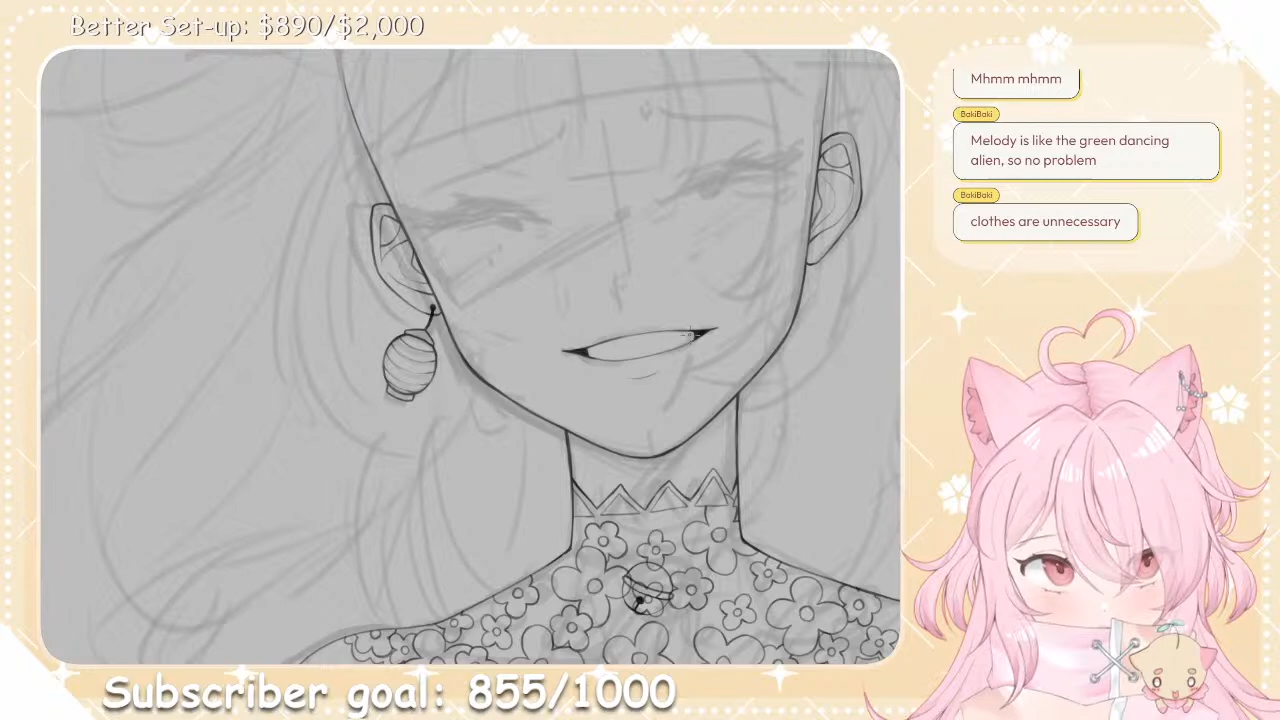 Better Set-up: $890/$2,000
Mhmm mhmm
BakiBaki
Melody is like the green dancing
alien, so no problem
BakiBaki
clothes are unnecessary
Subscriber goal: 855/1000